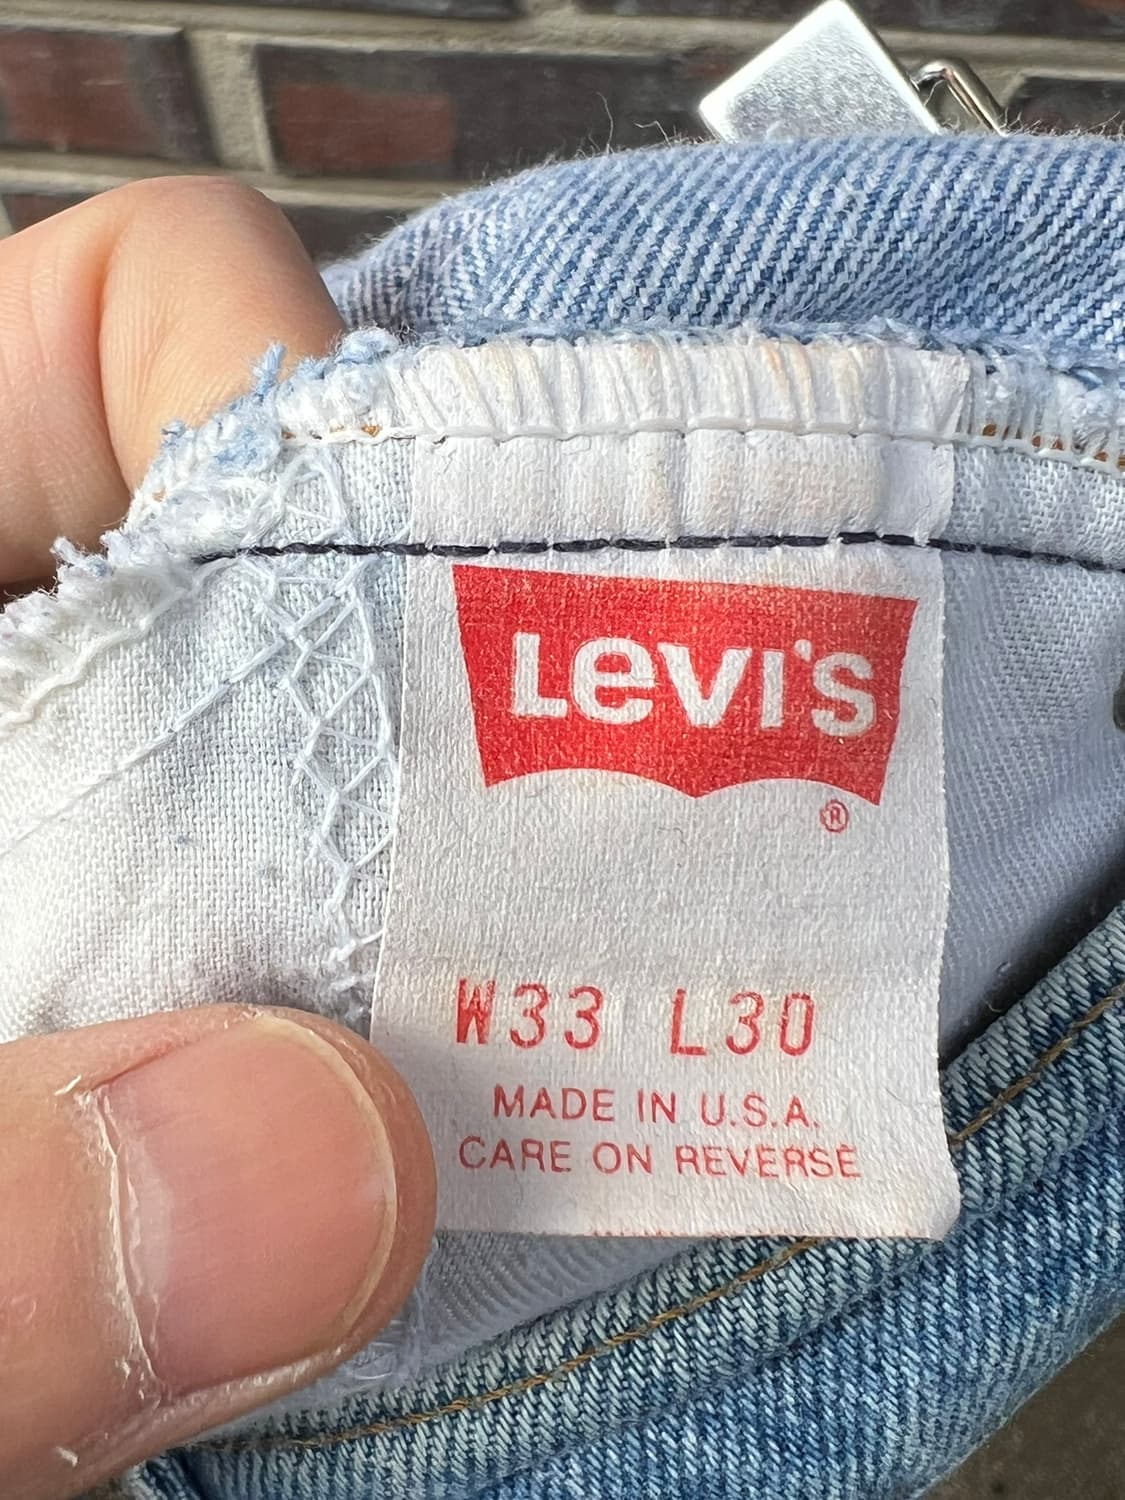 Levi's
®
W33 L30
MADE IN U.S.A.
CARE ON REVERSE